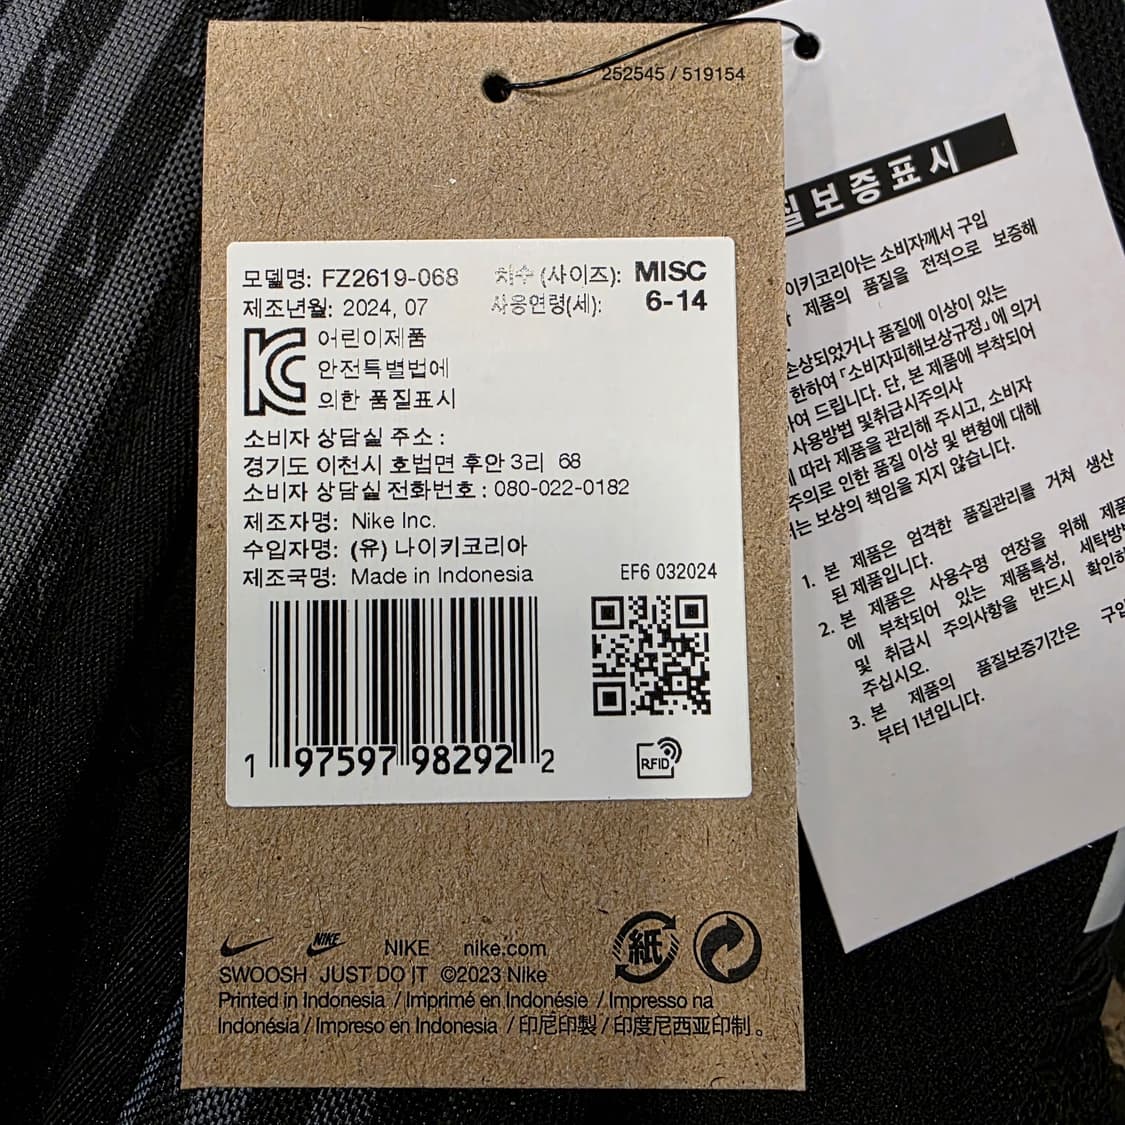 252545 / 519154
모델명: FZ2619-068 치수 (사이즈): MISC
제조년월: 2024, 07 사용연령(세): 6-14
어린이제품
안전특별법에
의한 품질표시
소비자 상담실 주소 :
경기도 이천시 호법면 후안 3리 68
소비자 상담실 전화번호 : 080-022-0182
제조자명: Nike Inc.
수입자명: (유) 나이키코리아
제조국명: Made in Indonesia EF6 032024
1 97597 98292 2
RFID
NIKE NIKE nike.com
SWOOSH JUST DO IT ©2023 Nike
Printed in Indonesia / Imprimé en Indonésie / Impresso na
Indonésia / Impreso en Indonesia / 印尼印製 / 印度尼西亚印制。
紙
질보증표시
이키코리아는 소비자께서 구입
제품의 품질을 전적으로 보증해
손상되었거나 품질에 이상이 있는
한하여 「소비자피해보상규정」에 의거
하여 드립니다. 단, 본 제품에 부착되어
사용방법 및취급시주의사
에 따라 제품을 관리해 주시고, 소비자
주의로 인한 품질 이상 및 변형에 대해
는 보상의 책임을 지지 않습니다.
1. 본 제품은 엄격한 품질관리를 거쳐 생산
된 제품입니다.
2. 본 제품은 사용수명 연장을 위해 제품
에 부착되어 있는 제품특성, 세탁방법
및 취급시 주의사항을 반드시 확인하
주십시오.
3. 본 제품의 품질보증기간은 구입
부터 1년입니다.